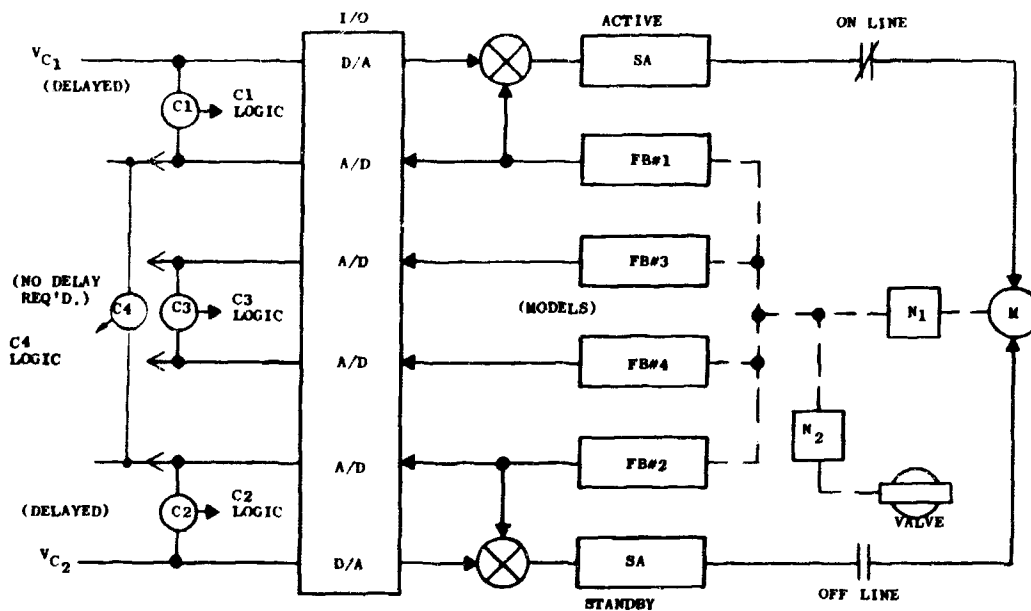 I/O
ACTIVE
ON LINE
VC1
(DELAYED)
D/A
SA
C1
C1
LOGIC
A/D
FB#1
A/D
FB#3
(NO DELAY
REQ'D.)
C4
C3
C3
LOGIC
(MODELS)
N1
M
C4
LOGIC
A/D
FB#4
N2
A/D
FB#2
(DELAYED)
C2
C2
LOGIC
VALVE
VC2
D/A
SA
STANDBY
OFF LINE